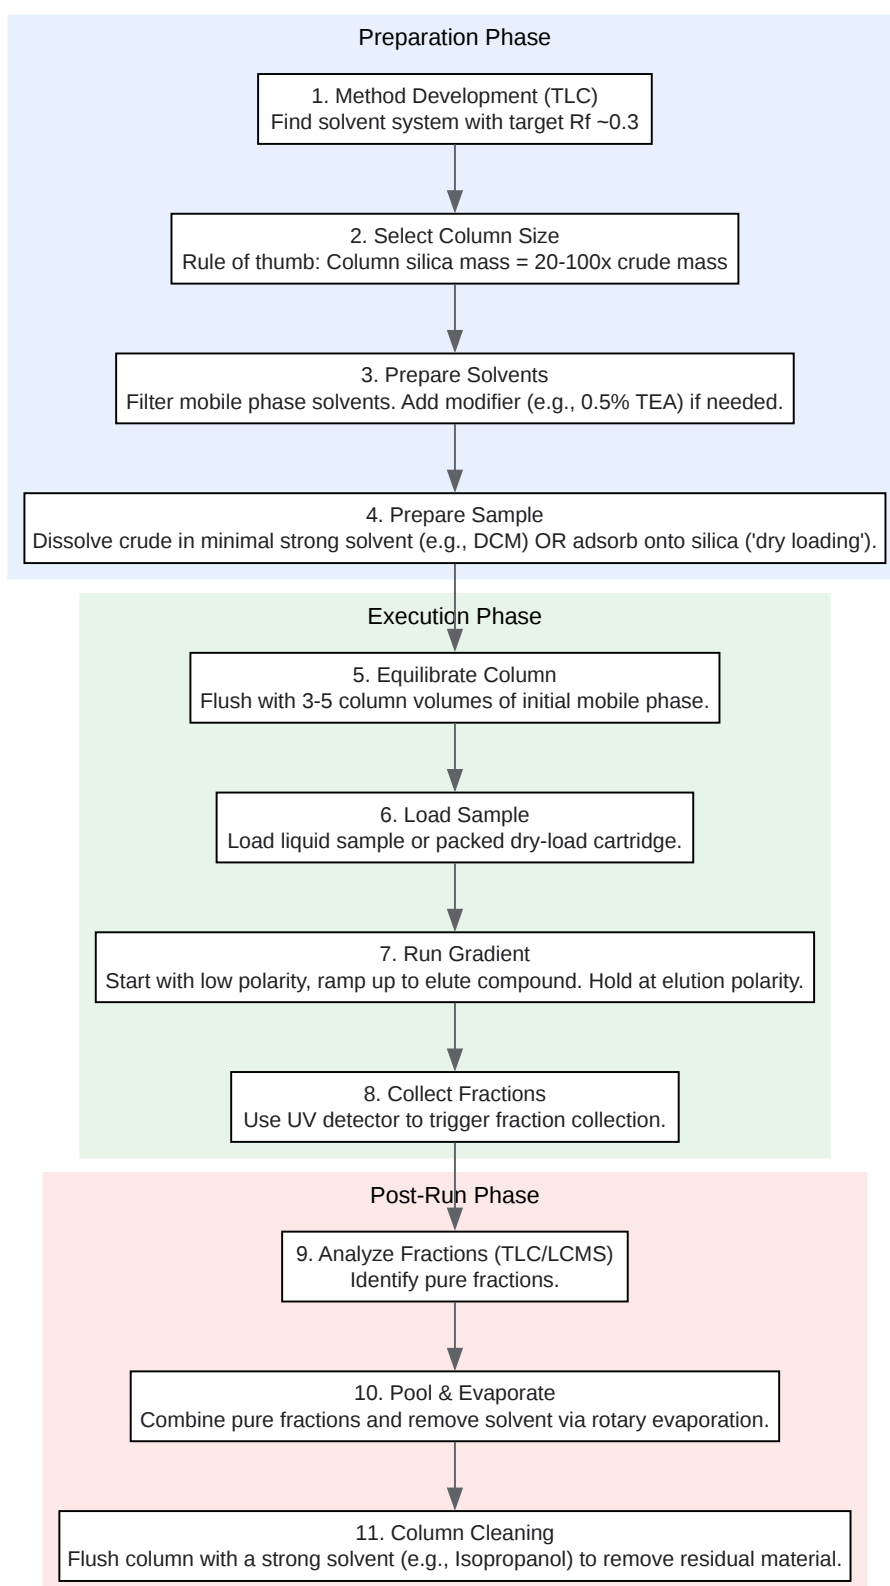 Preparation Phase
1. Method Development (TLC)
Find solvent system with target Rf ~0.3
2. Select Column Size
Rule of thumb: Column silica mass = 20-100x crude mass
3. Prepare Solvents
Filter mobile phase solvents. Add modifier (e.g., 0.5% TEA) if needed.
4. Prepare Sample
Dissolve crude in minimal strong solvent (e.g., DCM) OR adsorb onto silica ('dry loading').
Execution Phase
5. Equilibrate Column
Flush with 3-5 column volumes of initial mobile phase.
6. Load Sample
Load liquid sample or packed dry-load cartridge.
7. Run Gradient
Start with low polarity, ramp up to elute compound. Hold at elution polarity.
8. Collect Fractions
Use UV detector to trigger fraction collection.
Post-Run Phase
9. Analyze Fractions (TLC/LCMS)
Identify pure fractions.
10. Pool & Evaporate
Combine pure fractions and remove solvent via rotary evaporation.
11. Column Cleaning
Flush column with a strong solvent (e.g., Isopropanol) to remove residual material.